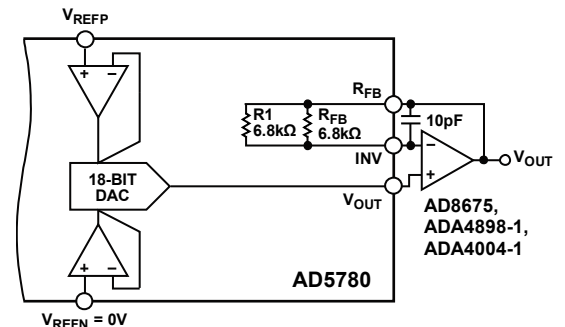 VREFP
+ −
R1
6.8kΩ
RFB
6.8kΩ
RFB
10pF
INV
−
+
VOUT
18-BIT
DAC
VOUT
AD8675,
ADA4898-1,
ADA4004-1
+ −
AD5780
VREFN = 0V